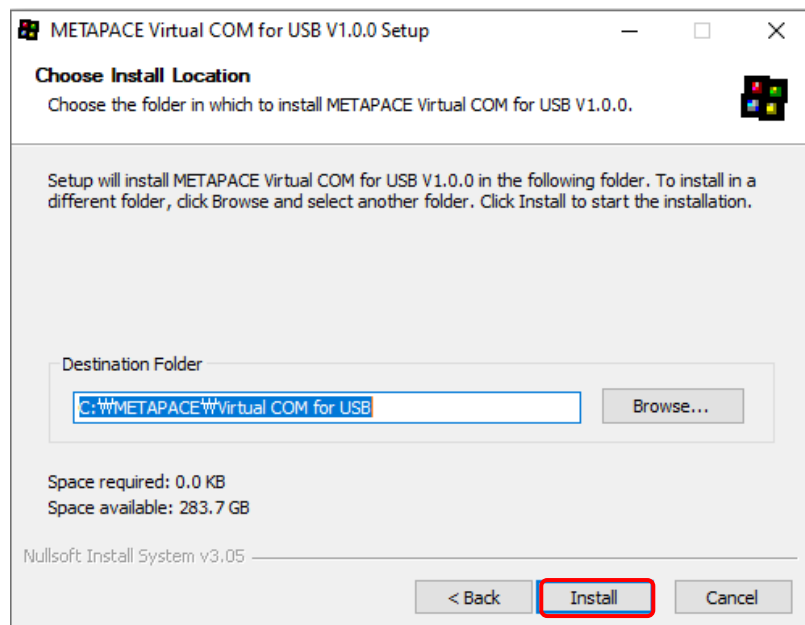 METAPACE Virtual COM for USB V1.0.0 Setup
Choose Install Location
Choose the folder in which to install METAPACE Virtual COM for USB V1.0.0.
Setup will install METAPACE Virtual COM for USB V1.0.0 in the following folder. To install in a
different folder, click Browse and select another folder. Click Install to start the installation.
Destination Folder
C:₩METAPACE₩Virtual COM for USB
Browse...
Space required: 0.0 KB
Space available: 283.7 GB
Nullsoft Install System v3.05
< Back
Install
Cancel